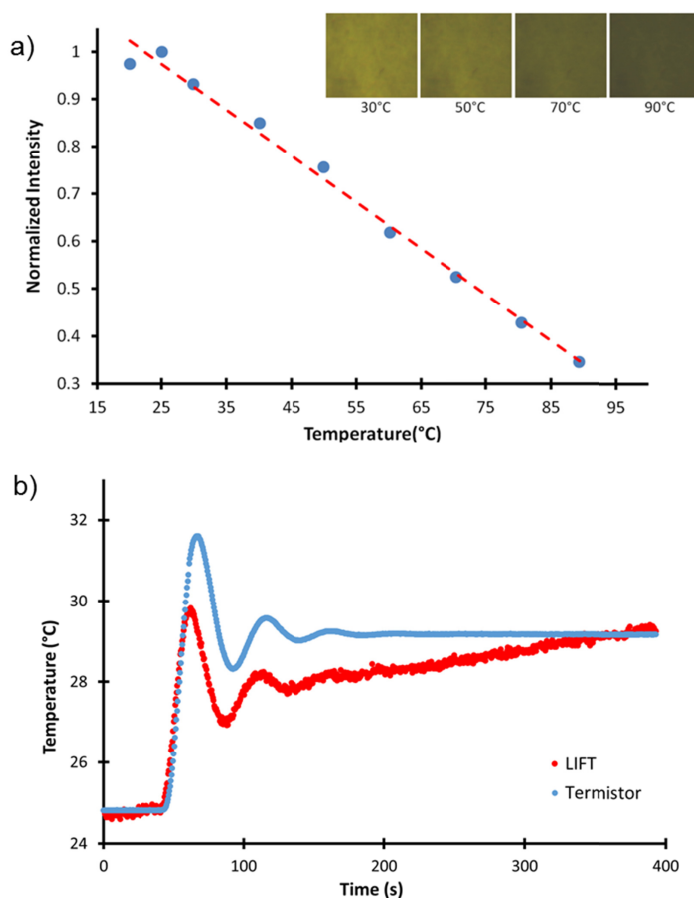 a)
30°C 50°C 70°C 90°C
1
0.9
0.8
0.7
0.6
0.5
0.4
0.3
Normalized Intensity
15 25 35 45 55 65 75 85 95
Temperature(°C)
b)
32
30
28
26
24
Temperature (°C)
LIFT
Termistor
0 100 200 300 400
Time (s)